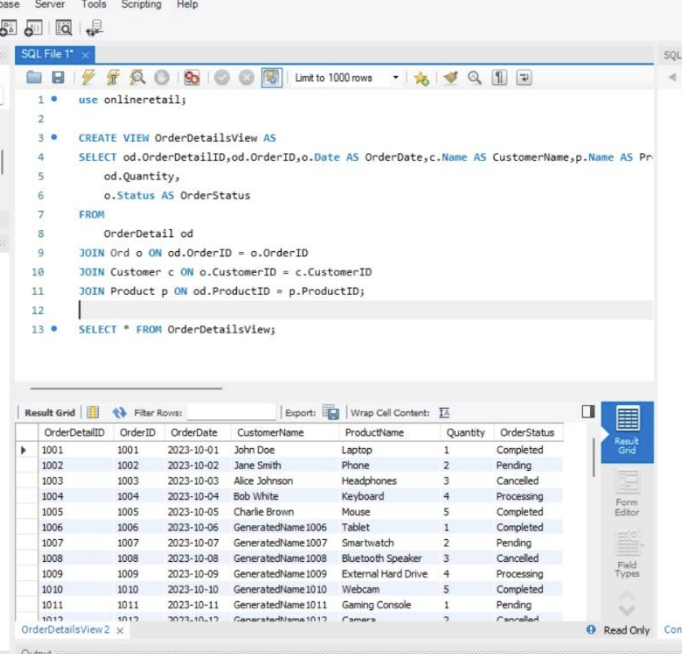 Server Tools Scripting Help
SQL File 1* ×
SQL
Limit to 1000 rows
1 use onlineretail;
2
3 CREATE VIEW OrderDetailsView AS
4 SELECT od.OrderDetailID,od.OrderID,o.Date AS OrderDate,c.Name AS CustomerName,p.Name AS Pr
5 od.Quantity,
6 o.Status AS OrderStatus
7 FROM
8 OrderDetail od
9 JOIN Ord o ON od.OrderID = o.OrderID
10 JOIN Customer c ON o.CustomerID = c.CustomerID
11 JOIN Product p ON od.ProductID = p.ProductID;
12
13 SELECT * FROM OrderDetailsView;
Result Grid Filter Rows: Export: Wrap Cell Content: IA
OrderDetailID OrderID OrderDate CustomerName ProductName Quantity OrderStatus
1001 1001 2023-10-01 John Doe Laptop 1 Completed
1002 1002 2023-10-02 Jane Smith Phone 2 Pending
1003 1003 2023-10-03 Alice Johnson Headphones 3 Cancelled
1004 1004 2023-10-04 Bob White Keyboard 4 Processing
1005 1005 2023-10-05 Charlie Brown Mouse 5 Completed
1006 1006 2023-10-06 GeneratedName1006 Tablet 1 Completed
1007 1007 2023-10-07 GeneratedName1007 Smartwatch 2 Pending
1008 1008 2023-10-08 GeneratedName1008 Bluetooth Speaker 3 Cancelled
1009 1009 2023-10-09 GeneratedName1009 External Hard Drive 4 Processing
1010 1010 2023-10-10 GeneratedName1010 Webcam 5 Completed
1011 1011 2023-10-11 GeneratedName1011 Gaming Console 1 Pending
1012 1012 2023-10-12 GeneratedName1012 Camera 2 Cancelled
Result
Grid
Form
Editor
Field
Types
OrderDetailsView2 ×
Read Only
Con
Output